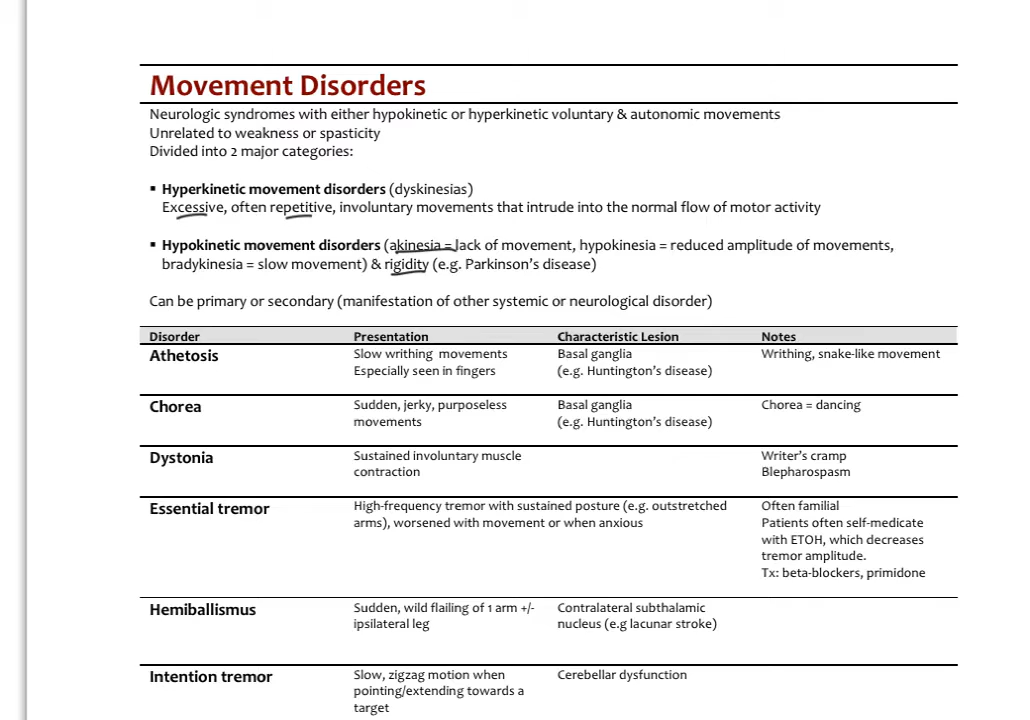 Movement Disorders
Neurologic syndromes with either hypokinetic or hyperkinetic voluntary & autonomic movements
Unrelated to weakness or spasticity
Divided into 2 major categories:
▪ Hyperkinetic movement disorders (dyskinesias)
Excessive, often repetitive, involuntary movements that intrude into the normal flow of motor activity
▪ Hypokinetic movement disorders (akinesia = lack of movement, hypokinesia = reduced amplitude of movements,
bradykinesia = slow movement) & rigidity (e.g. Parkinson's disease)
Can be primary or secondary (manifestation of other systemic or neurological disorder)
Disorder Presentation Characteristic Lesion Notes
Athetosis Slow writhing movements Basal ganglia Writhing, snake-like movement
Especially seen in fingers (e.g. Huntington's disease)
Chorea Sudden, jerky, purposeless Basal ganglia Chorea = dancing
movements (e.g. Huntington's disease)
Dystonia Sustained involuntary muscle Writer's cramp
contraction Blepharospasm
Essential tremor High-frequency tremor with sustained posture (e.g. outstretched Often familial
arms), worsened with movement or when anxious Patients often self-medicate
with ETOH, which decreases
tremor amplitude.
Tx: beta-blockers, primidone
Hemiballismus Sudden, wild flailing of 1 arm +/- Contralateral subthalamic
ipsilateral leg nucleus (e.g lacunar stroke)
Intention tremor Slow, zigzag motion when Cerebellar dysfunction
pointing/extending towards a
target